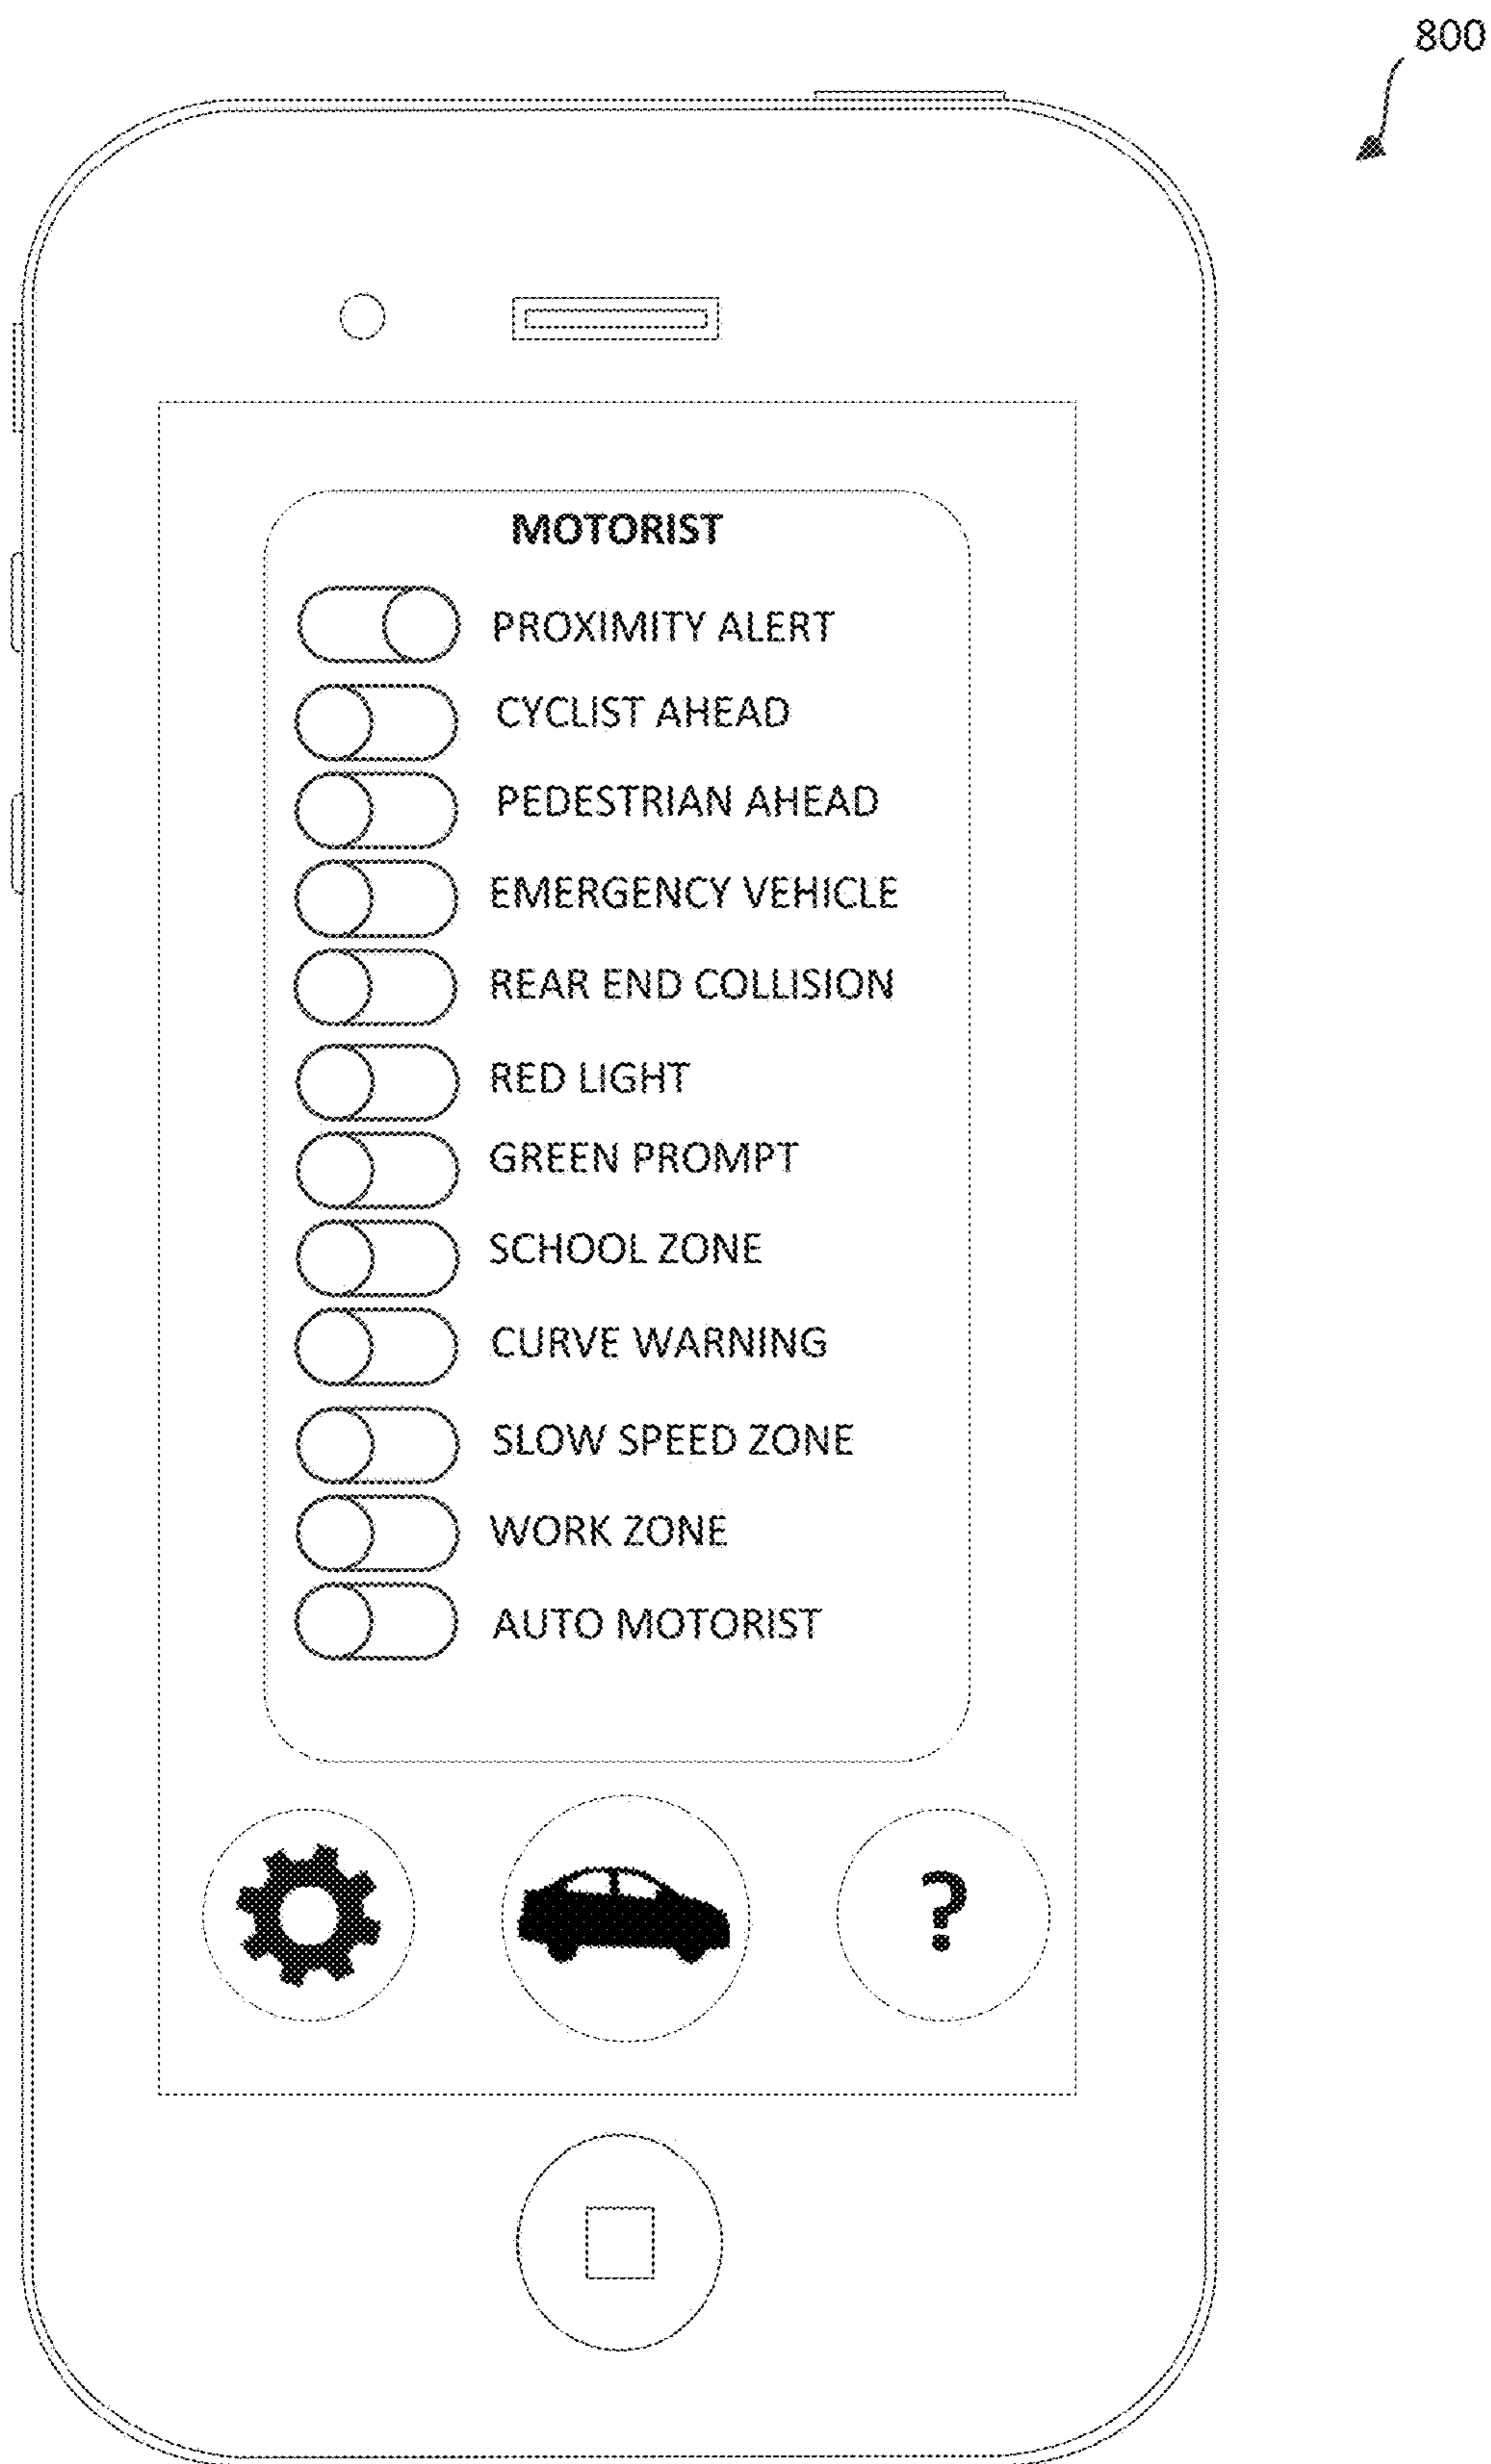 800
MOTORIST
PROXIMITY ALERT
CYCLIST AHEAD
PEDESTRIAN AHEAD
EMERGENCY VEHICLE
REAR END COLLISION
RED LIGHT
GREEN PROMPT
SCHOOL ZONE
CURVE WARNING
SLOW SPEED ZONE
WORK ZONE
AUTO MOTORIST
?